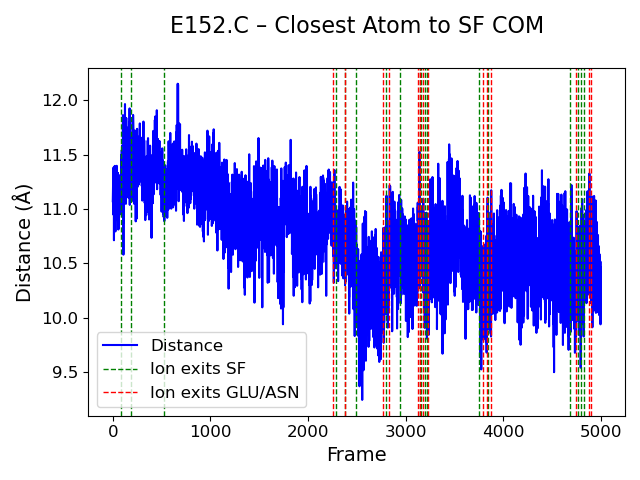 E152.C – Closest Atom to SF COM
Distance (Å)
12.0
11.5
11.0
10.5
10.0
9.5
Distance
Ion exits SF
Ion exits GLU/ASN
0 1000 2000 3000 4000 5000
Frame